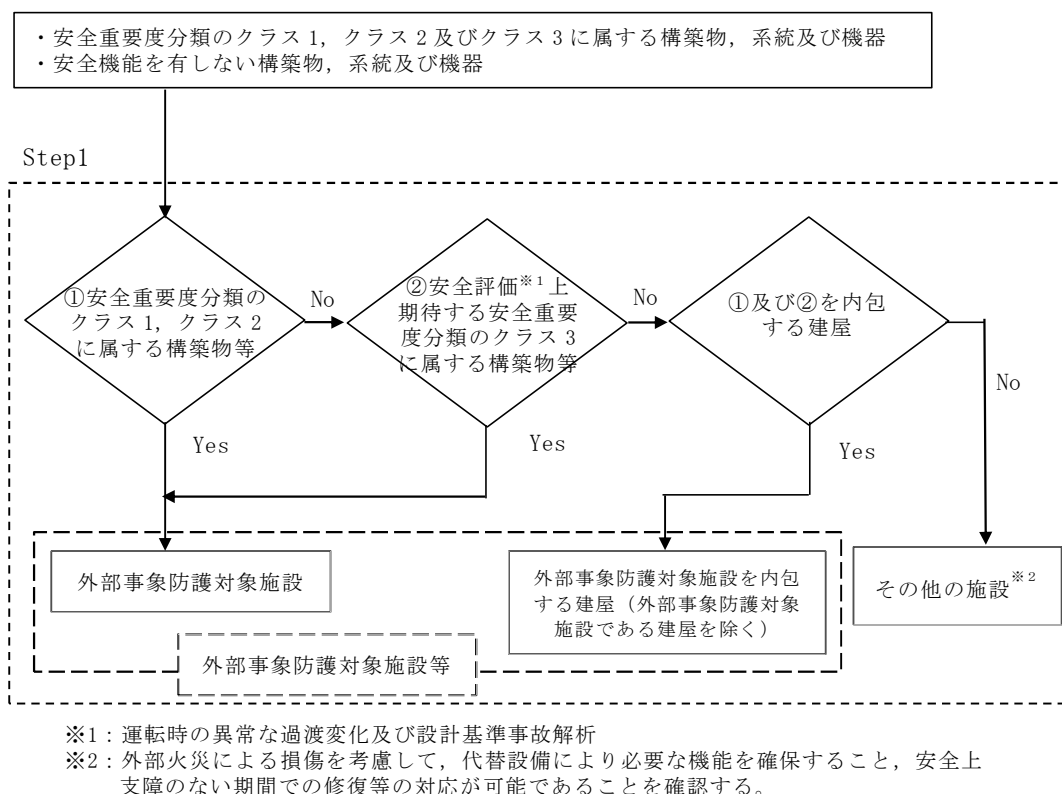 ・安全重要度分類のクラス1，クラス2及びクラス3に属する構築物，系統及び機器
・安全機能を有しない構築物，系統及び機器
Step1
①安全重要度分類の
クラス1，クラス2
に属する構築物等
No
②安全評価※1上
期待する安全重要
度分類のクラス3
に属する構築物等
No
①及び②を内包
する建屋
No
Yes
Yes
Yes
外部事象防護対象施設
外部事象防護対象施設を内包
する建屋（外部事象防護対象
施設である建屋を除く）
その他の施設※2
外部事象防護対象施設等
※1：運転時の異常な過渡変化及び設計基準事故解析
※2：外部火災による損傷を考慮して，代替設備により必要な機能を確保すること，安全上
支障のない期間での修復等の対応が可能であることを確認する。